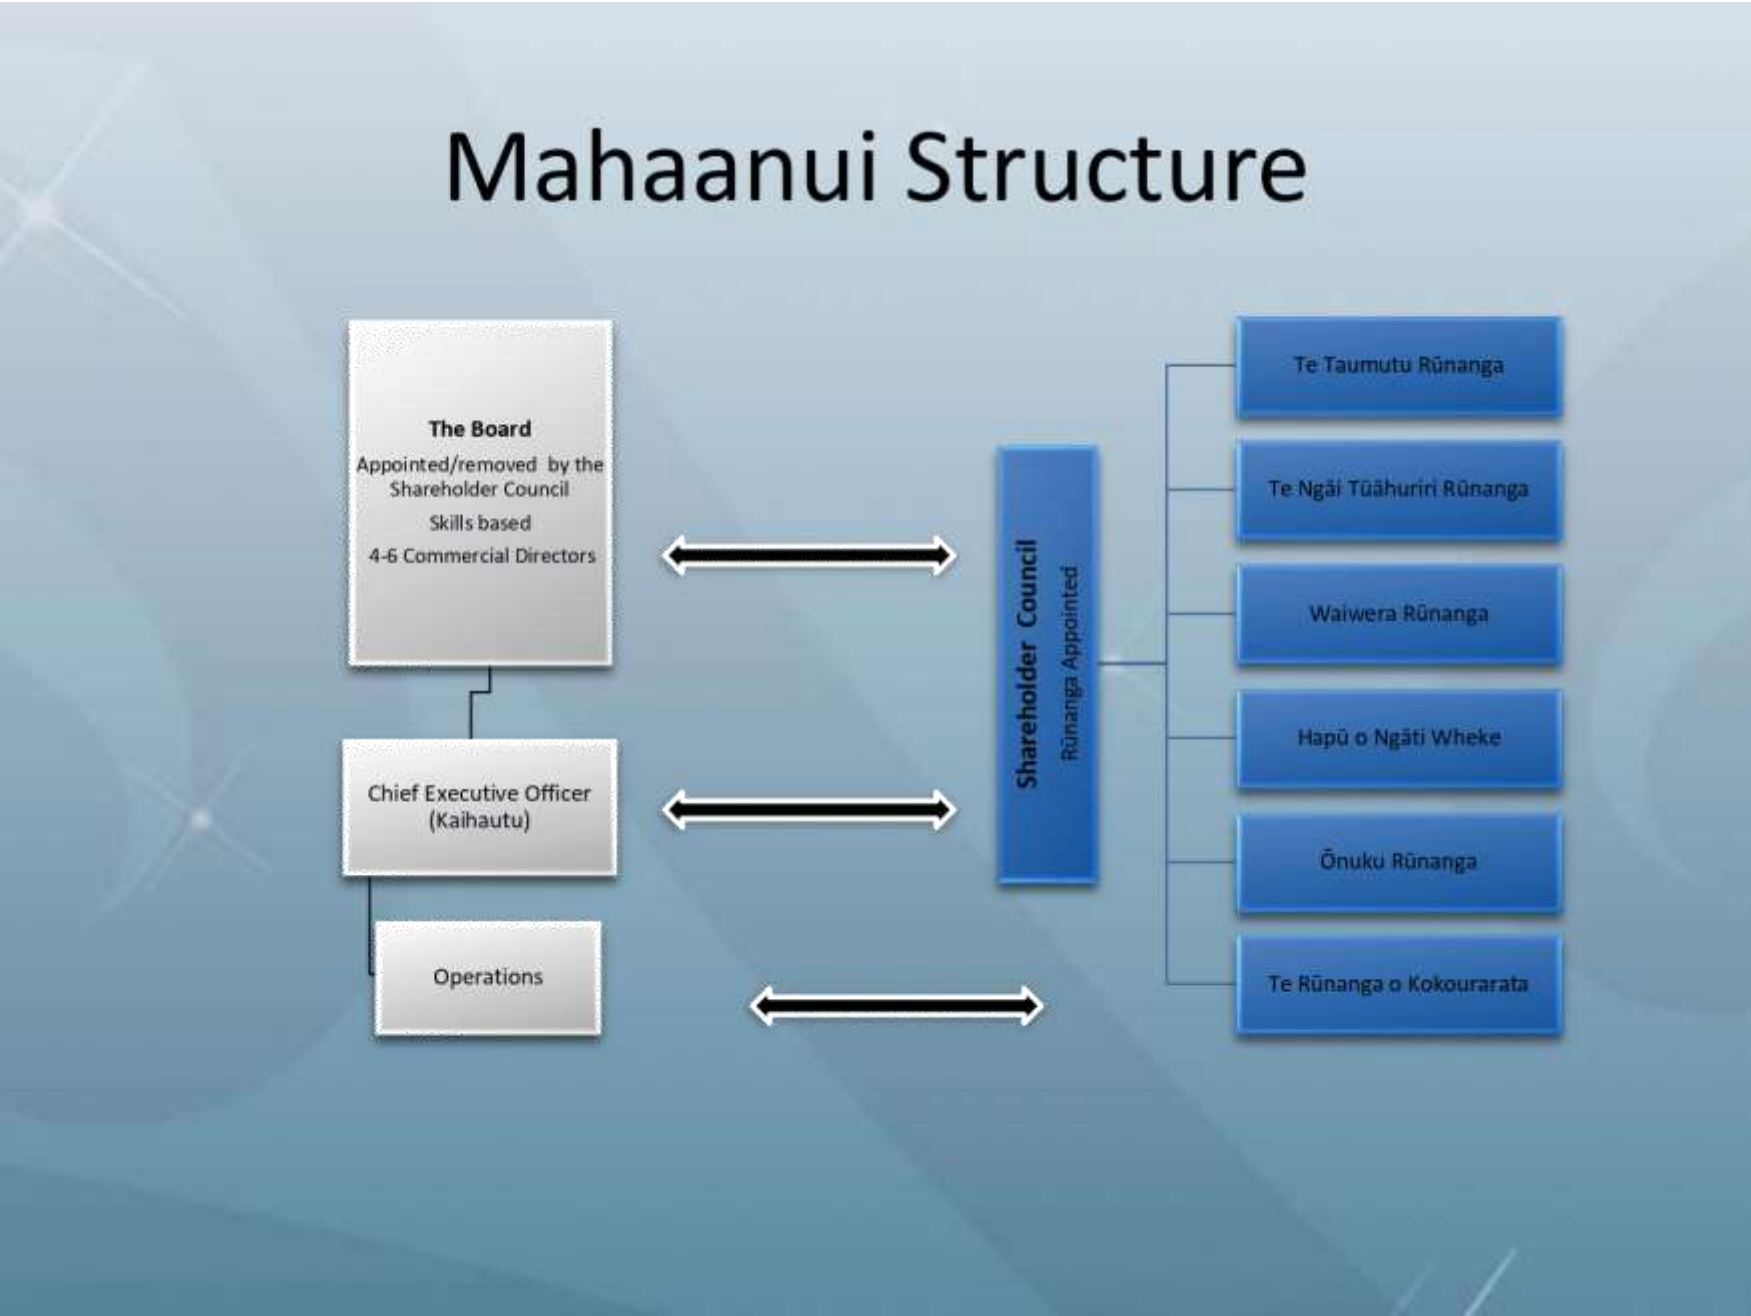 Mahaanui Structure
The Board
Appointed/removed by the
Shareholder Council
Skills based
4-6 Commercial Directors
Chief Executive Officer
(Kaihautu)
Operations
Shareholder Council
Rūnanga Appointed
Te Taumutu Rūnanga
Te Ngāi Tūāhuriri Rūnanga
Waiwera Rūnanga
Hapū o Ngāti Wheke
Ōnuku Rūnanga
Te Rūnanga o Kokourarata